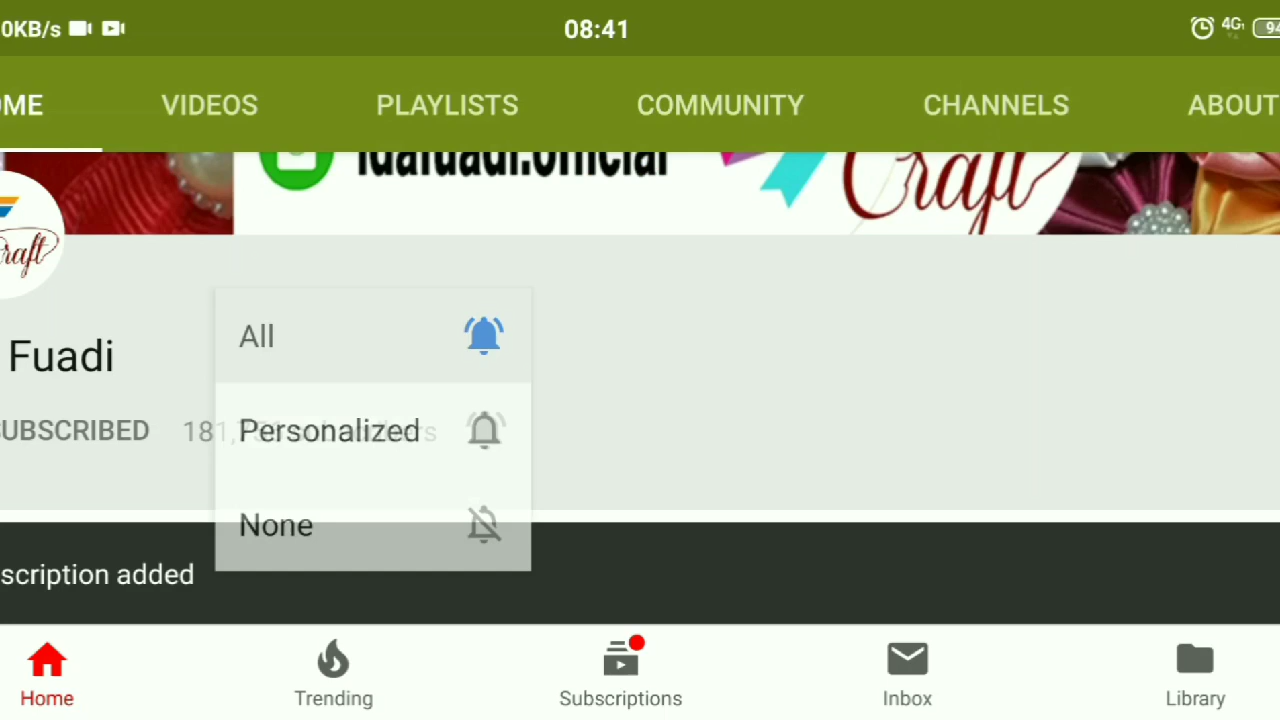 0KB/s 08:41 4G 94
OME VIDEOS PLAYLISTS COMMUNITY CHANNELS ABOUT
Craft
raft
All
Fuadi
UBSCRIBED
Personalized
None
scription added
Home Trending Subscriptions Inbox Library